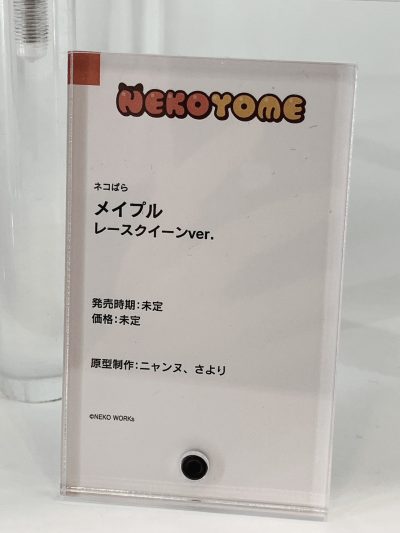 NEKOYOME
ネコぱら
メイプル
レースクイーンver.
発売時期:未定
価格:未定
原型制作:ニャンヌ、さより
©NEKO WORKs